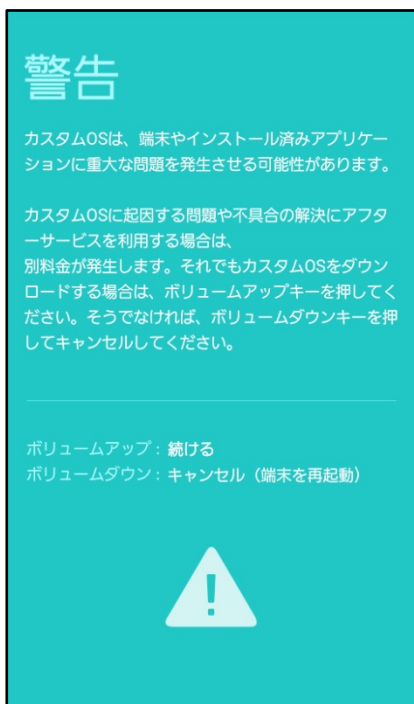 警告
カスタムOSは、端末やインストール済みアプリケー
ションに重大な問題を発生させる可能性があります。
カスタムOSに起因する問題や不具合の解決にアフタ
ーサービスを利用する場合は、
別料金が発生します。それでもカスタムOSをダウン
ロードする場合は、ボリュームアップキーを押してく
ださい。そうでなければ、ボリュームダウンキーを押
してキャンセルしてください。
ボリュームアップ : 続ける
ボリュームダウン : キャンセル（端末を再起動）